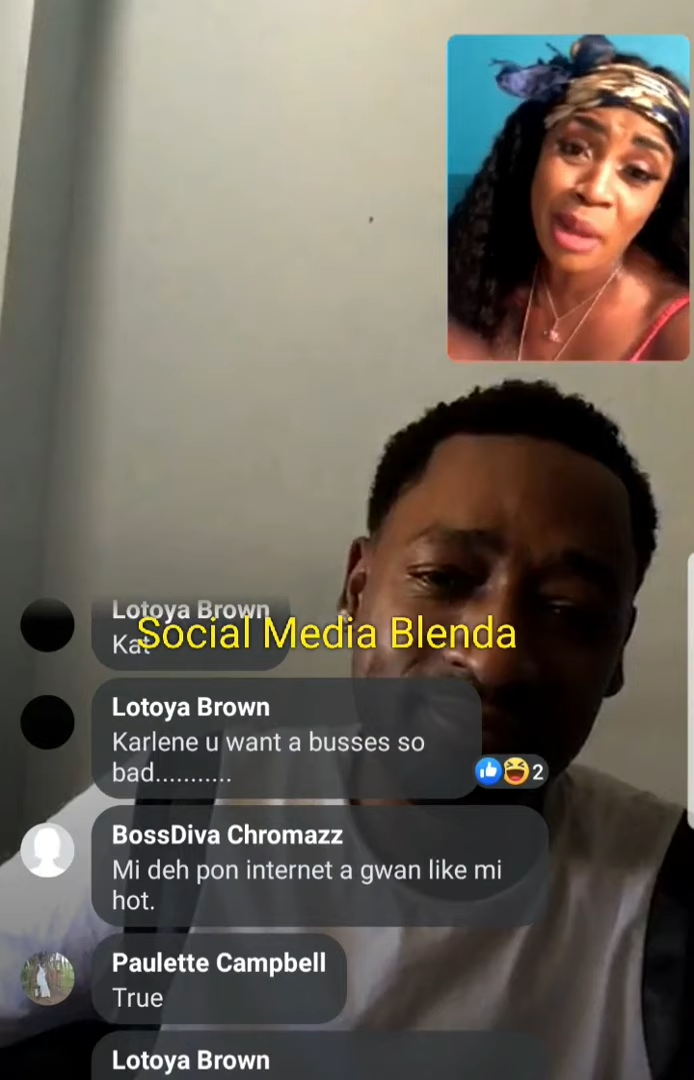 Lotoya Brown
Kat
Social Media Blenda
Lotoya Brown
Karlene u want a busses so
bad...........
2
BossDiva Chromazz
Mi deh pon internet a gwan like mi
hot.
Paulette Campbell
True
Lotoya Brown